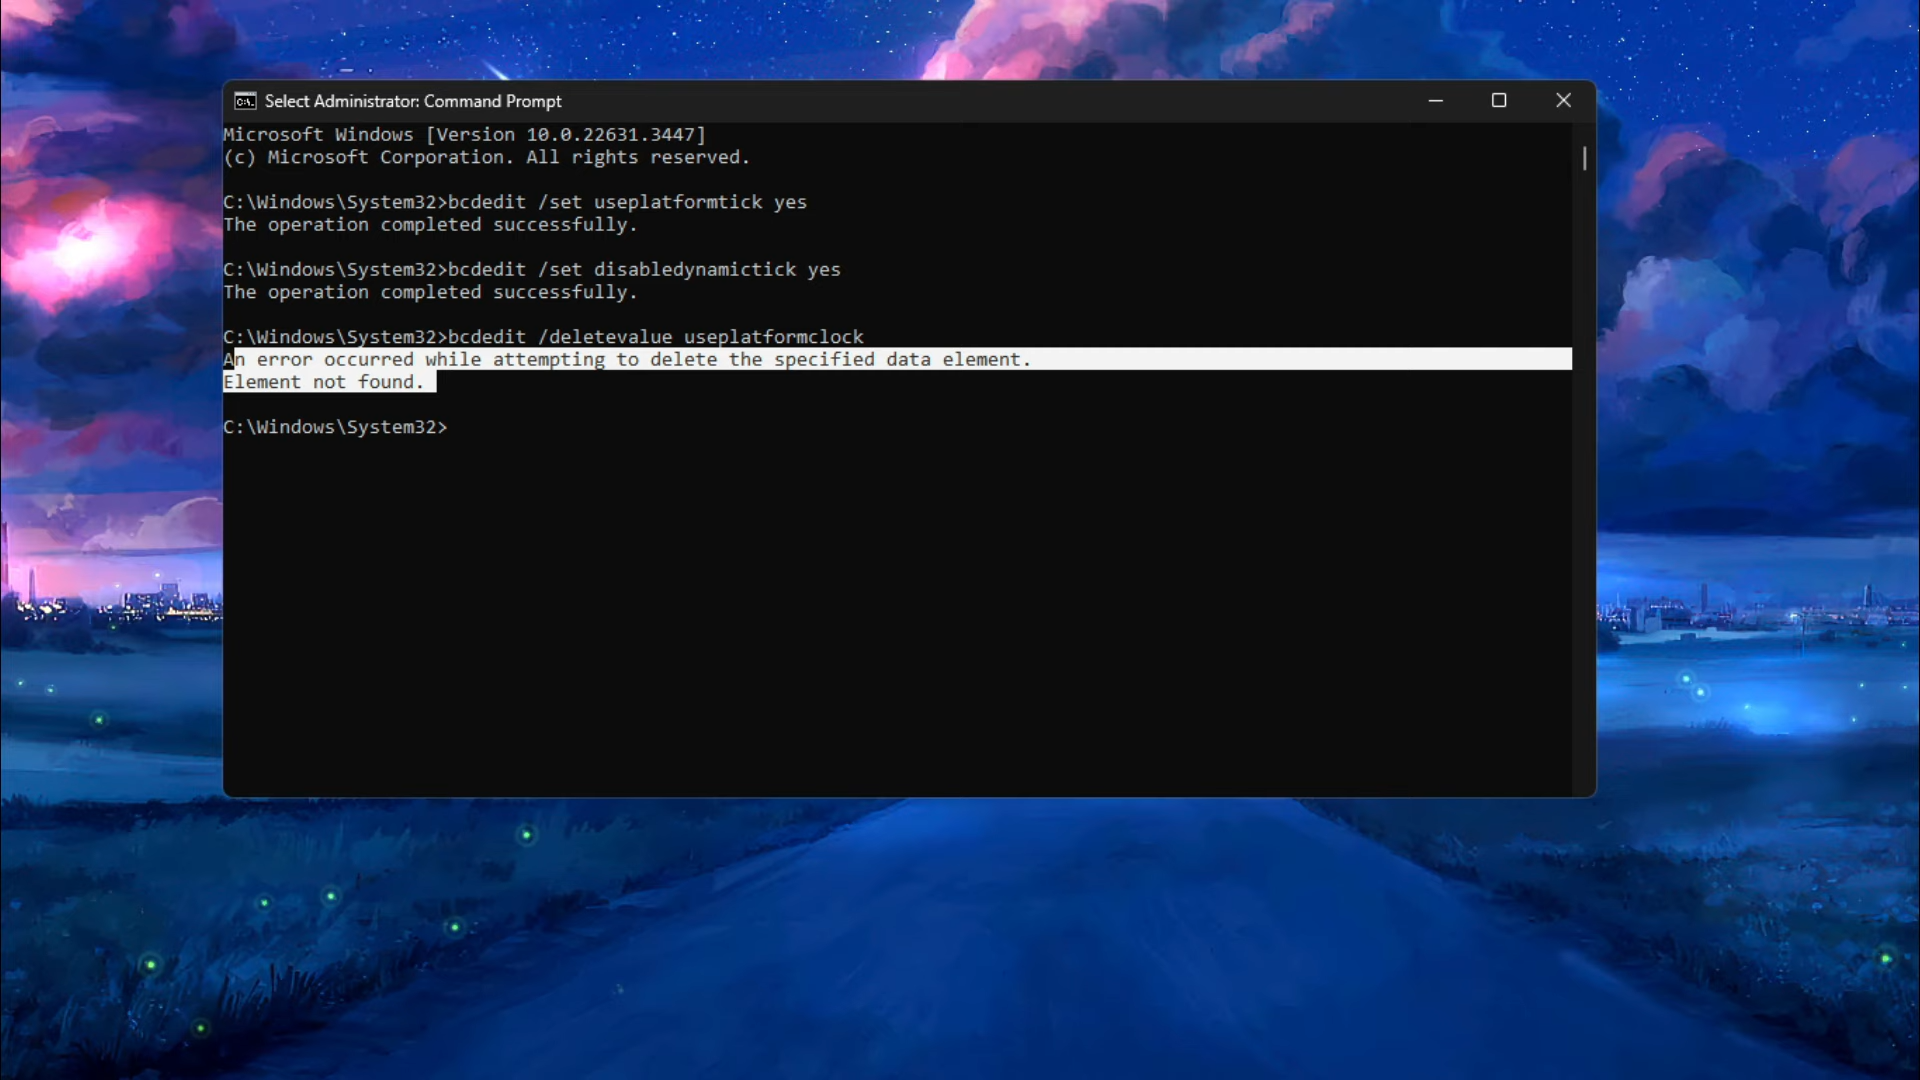 Select Administrator: Command Prompt
Microsoft Windows [Version 10.0.22631.3447]
(c) Microsoft Corporation. All rights reserved.
C:\Windows\System32>bcdedit /set useplatformtick yes
The operation completed successfully.
C:\Windows\System32>bcdedit /set disabledynamictick yes
The operation completed successfully.
C:\Windows\System32>bcdedit /deletevalue useplatformclock
An error occurred while attempting to delete the specified data element.
Element not found.
C:\Windows\System32>